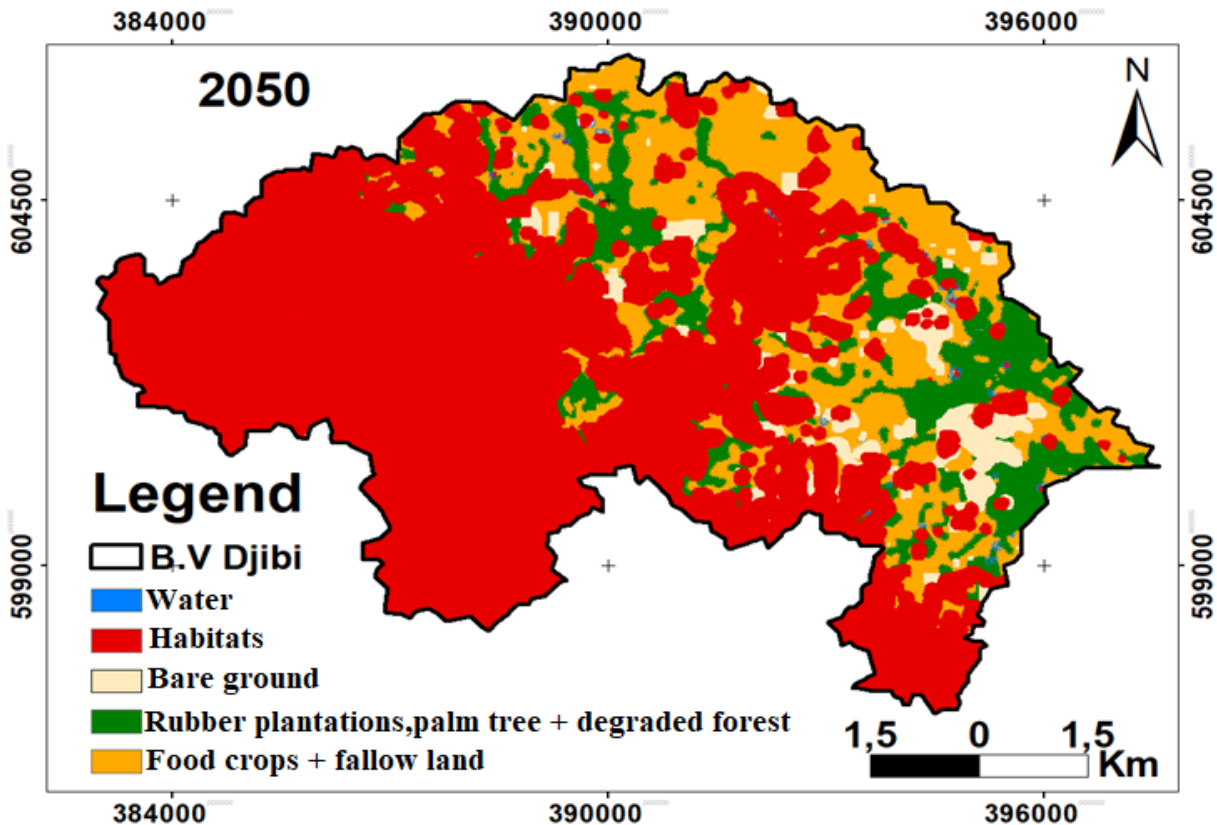 384000 390000 396000
2050
N
604500 604500
Legend
B.V Djibi
599000 599000
Water
Habitats
Bare ground
Rubber plantations,palm tree + degraded forest
Food crops + fallow land
1,5 0 1,5
Km
384000 390000 396000